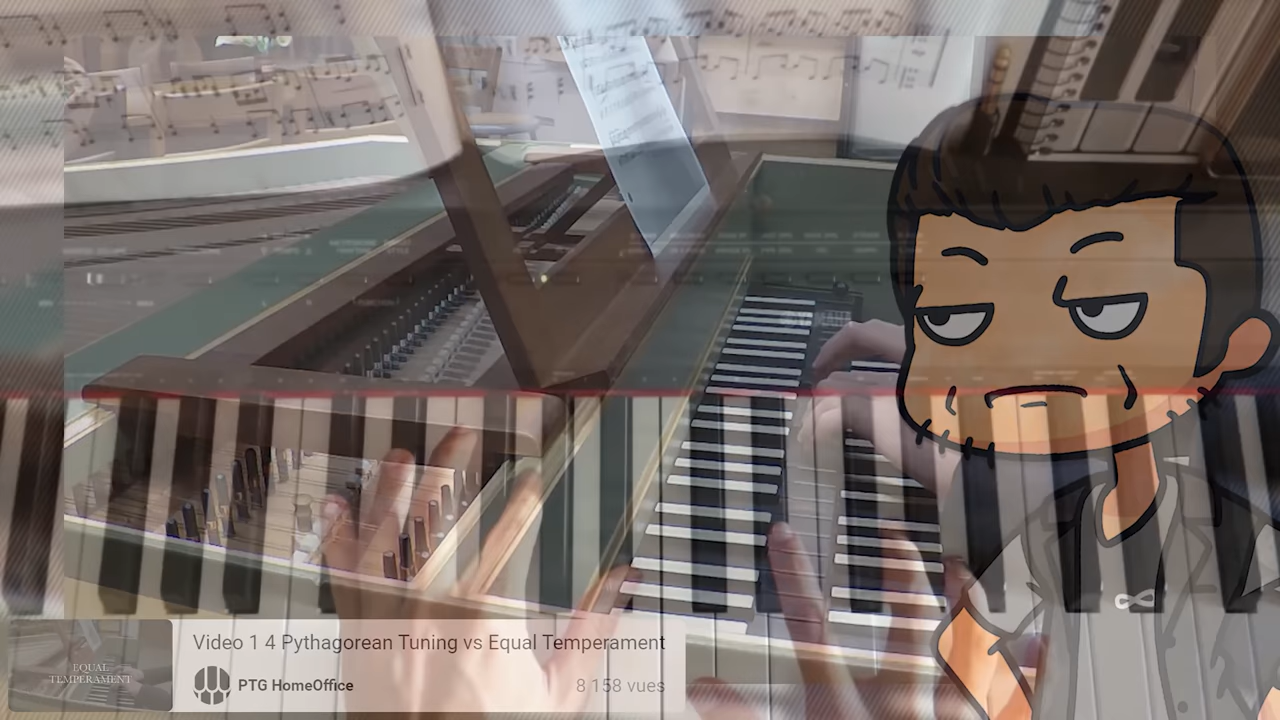 Video 1 4 Pythagorean Tuning vs Equal Temperament
EQUAL
TEMPERAMENT
PTG HomeOffice
8 158 vues